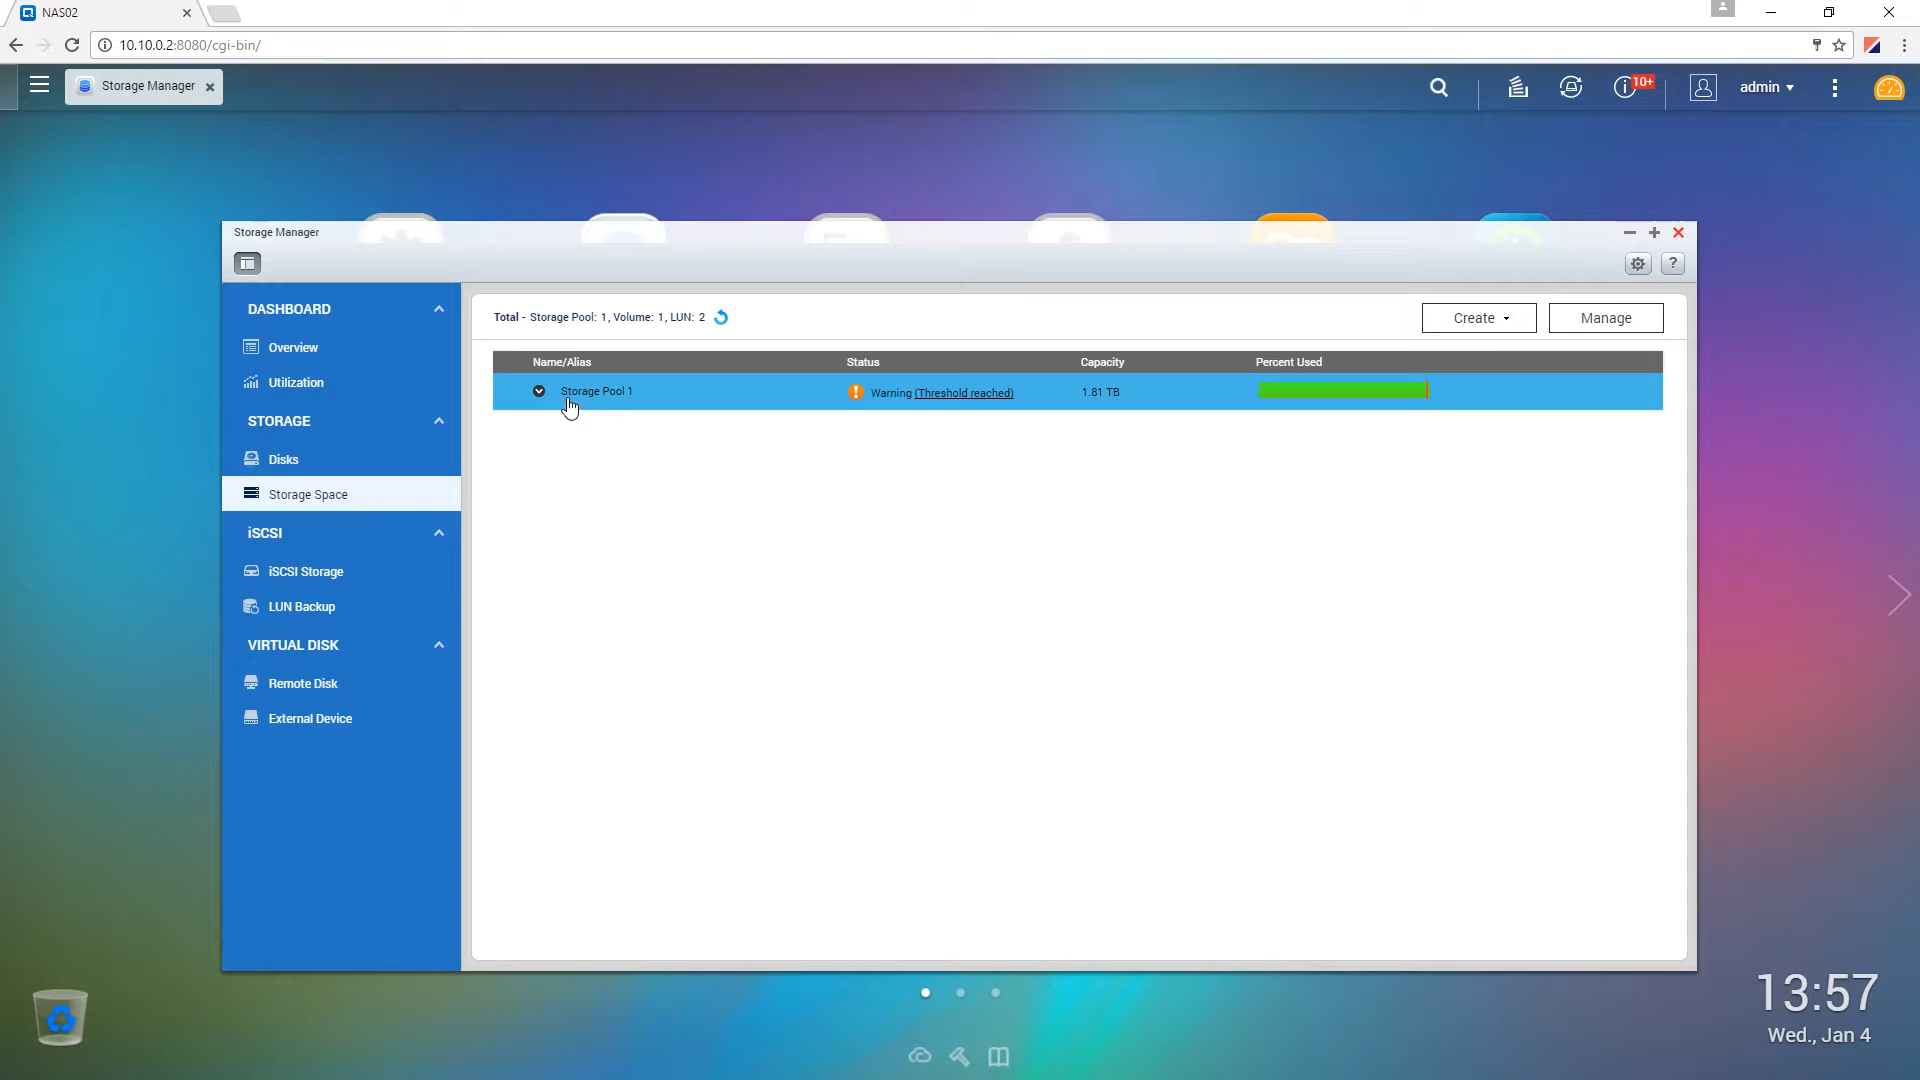 NAS02
10.10.0.2:8080/cgi-bin/
Storage Manager
10+
admin
Storage Manager
?
DASHBOARD
Overview
Utilization
STORAGE
Disks
Storage Space
iSCSI
iSCSI Storage
LUN Backup
VIRTUAL DISK
Remote Disk
External Device
Total - Storage Pool: 1, Volume: 1, LUN: 2
Create
Manage
Name/Alias Status Capacity Percent Used
Storage Pool 1 Warning (Threshold reached) 1.81 TB
13:57
Wed., Jan 4